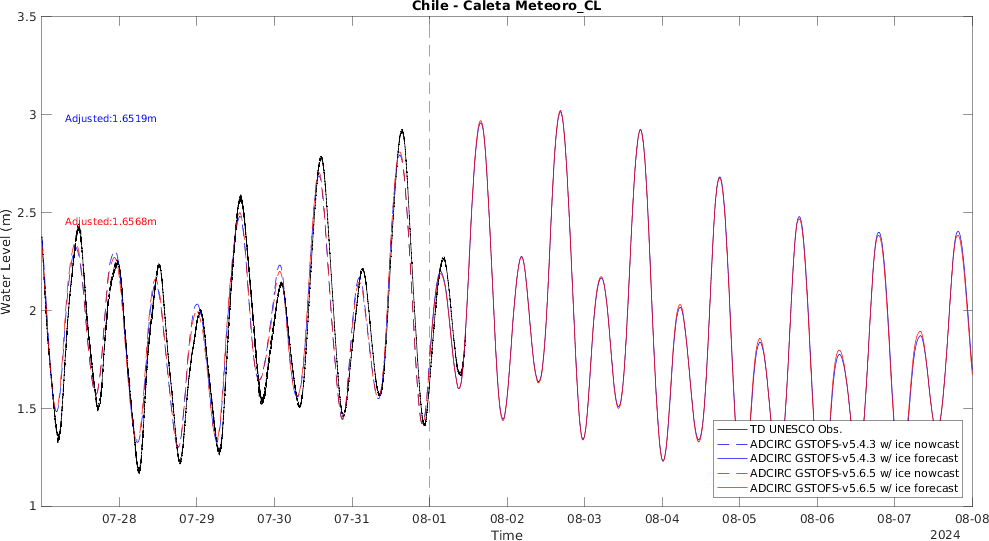 Chile - Caleta Meteoro_CL
3.5
3
2.5
2
1.5
1
Water Level (m)
Adjusted:1.6519m
Adjusted:1.6568m
TD UNESCO Obs.
ADCIRC GSTOFS-v5.4.3 w/ ice nowcast
ADCIRC GSTOFS-v5.4.3 w/ ice forecast
ADCIRC GSTOFS-v5.6.5 w/ ice nowcast
ADCIRC GSTOFS-v5.6.5 w/ ice forecast
07-28 07-29 07-30 07-31 08-01 08-02 08-03 08-04 08-05 08-06 08-07 08-08
Time
2024